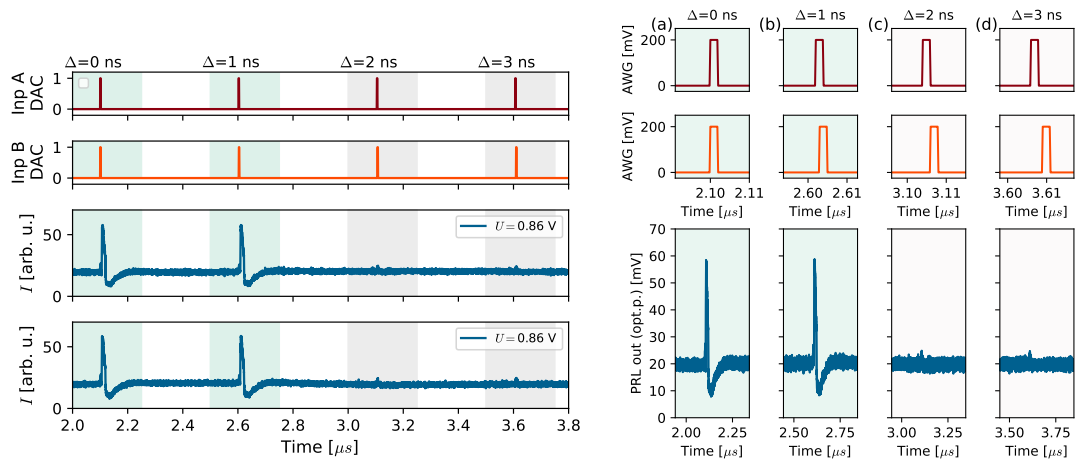 Δ=0 ns Δ=1 ns Δ=2 ns Δ=3 ns
Inp A
DAC
1
0
Inp B
DAC
1
0
I [arb. u.]
50
0
U = 0.86 V
I [arb. u.]
50
0
U = 0.86 V
2.0 2.2 2.4 2.6 2.8 3.0 3.2 3.4 3.6 3.8
Time [μs]
(a) Δ=0 ns (b) Δ=1 ns (c) Δ=2 ns (d) Δ=3 ns
AWG [mV]
200
0
AWG [mV]
200
0
2.10 2.11 2.60 2.61 3.10 3.11 3.60 3.61
Time [μs] Time [μs] Time [μs] Time [μs]
PRL out (opt.p.) [mV]
70
60
50
40
30
20
10
0
2.00 2.25 2.50 2.75 3.00 3.25 3.50 3.75
Time [μs] Time [μs] Time [μs] Time [μs]